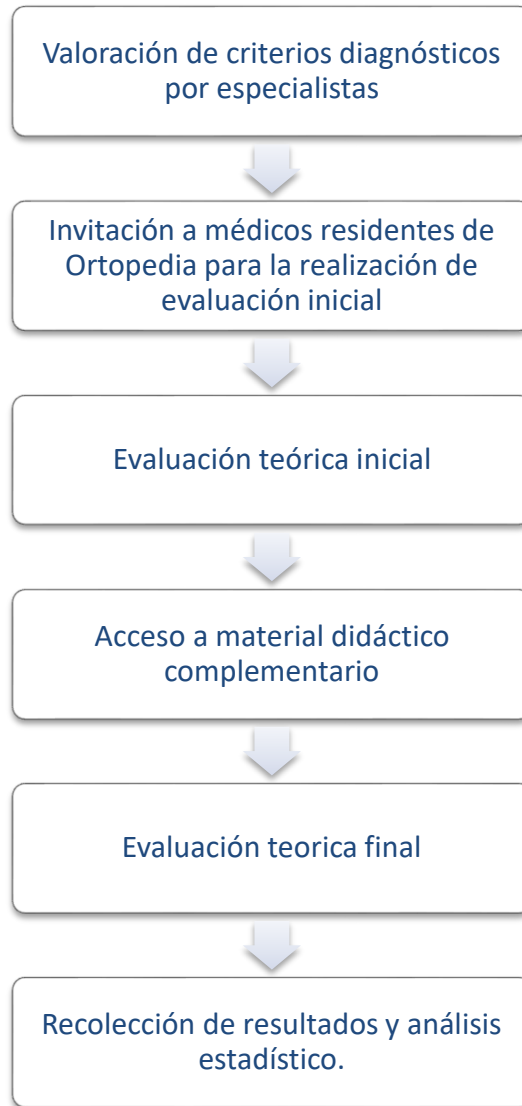 Valoración de criterios diagnósticos
por especialistas
Invitación a médicos residentes de
Ortopedia para la realización de
evaluación inicial
Evaluación teórica inicial
Acceso a material didáctico
complementario
Evaluación teorica final
Recolección de resultados y análisis
estadístico.